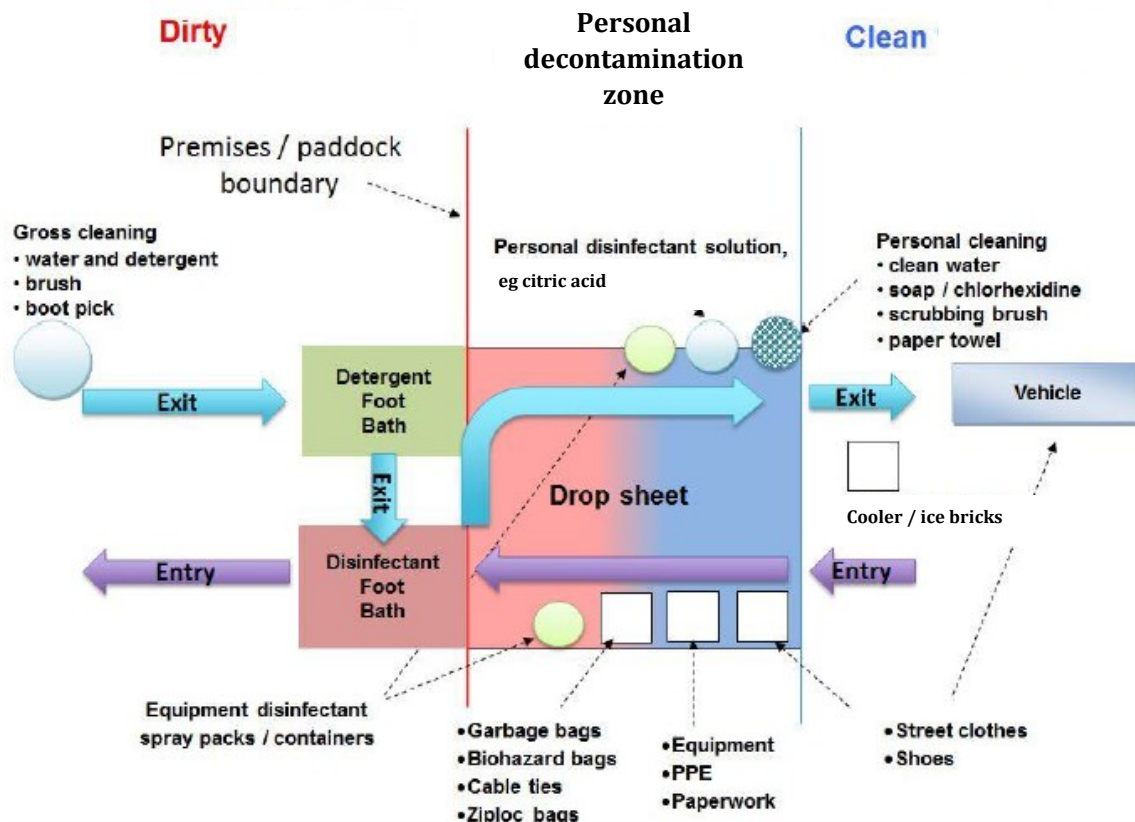 Dirty
Personal
decontamination
zone
Clean
Premises / paddock
boundary
Gross cleaning
• water and detergent
• brush
• boot pick
Personal disinfectant solution,
eg citric acid
Personal cleaning
• clean water
• soap / chlorhexidine
• scrubbing brush
• paper towel
Detergent
Foot
Bath
Exit
Exit
Exit
Vehicle
Drop sheet
Cooler / ice bricks
Disinfectant
Foot
Bath
Entry
Entry
Equipment disinfectant
spray packs / containers
•Garbage bags
•Biohazard bags
•Cable ties
•Ziploc bags
•Equipment
•PPE
•Paperwork
•Street clothes
•Shoes